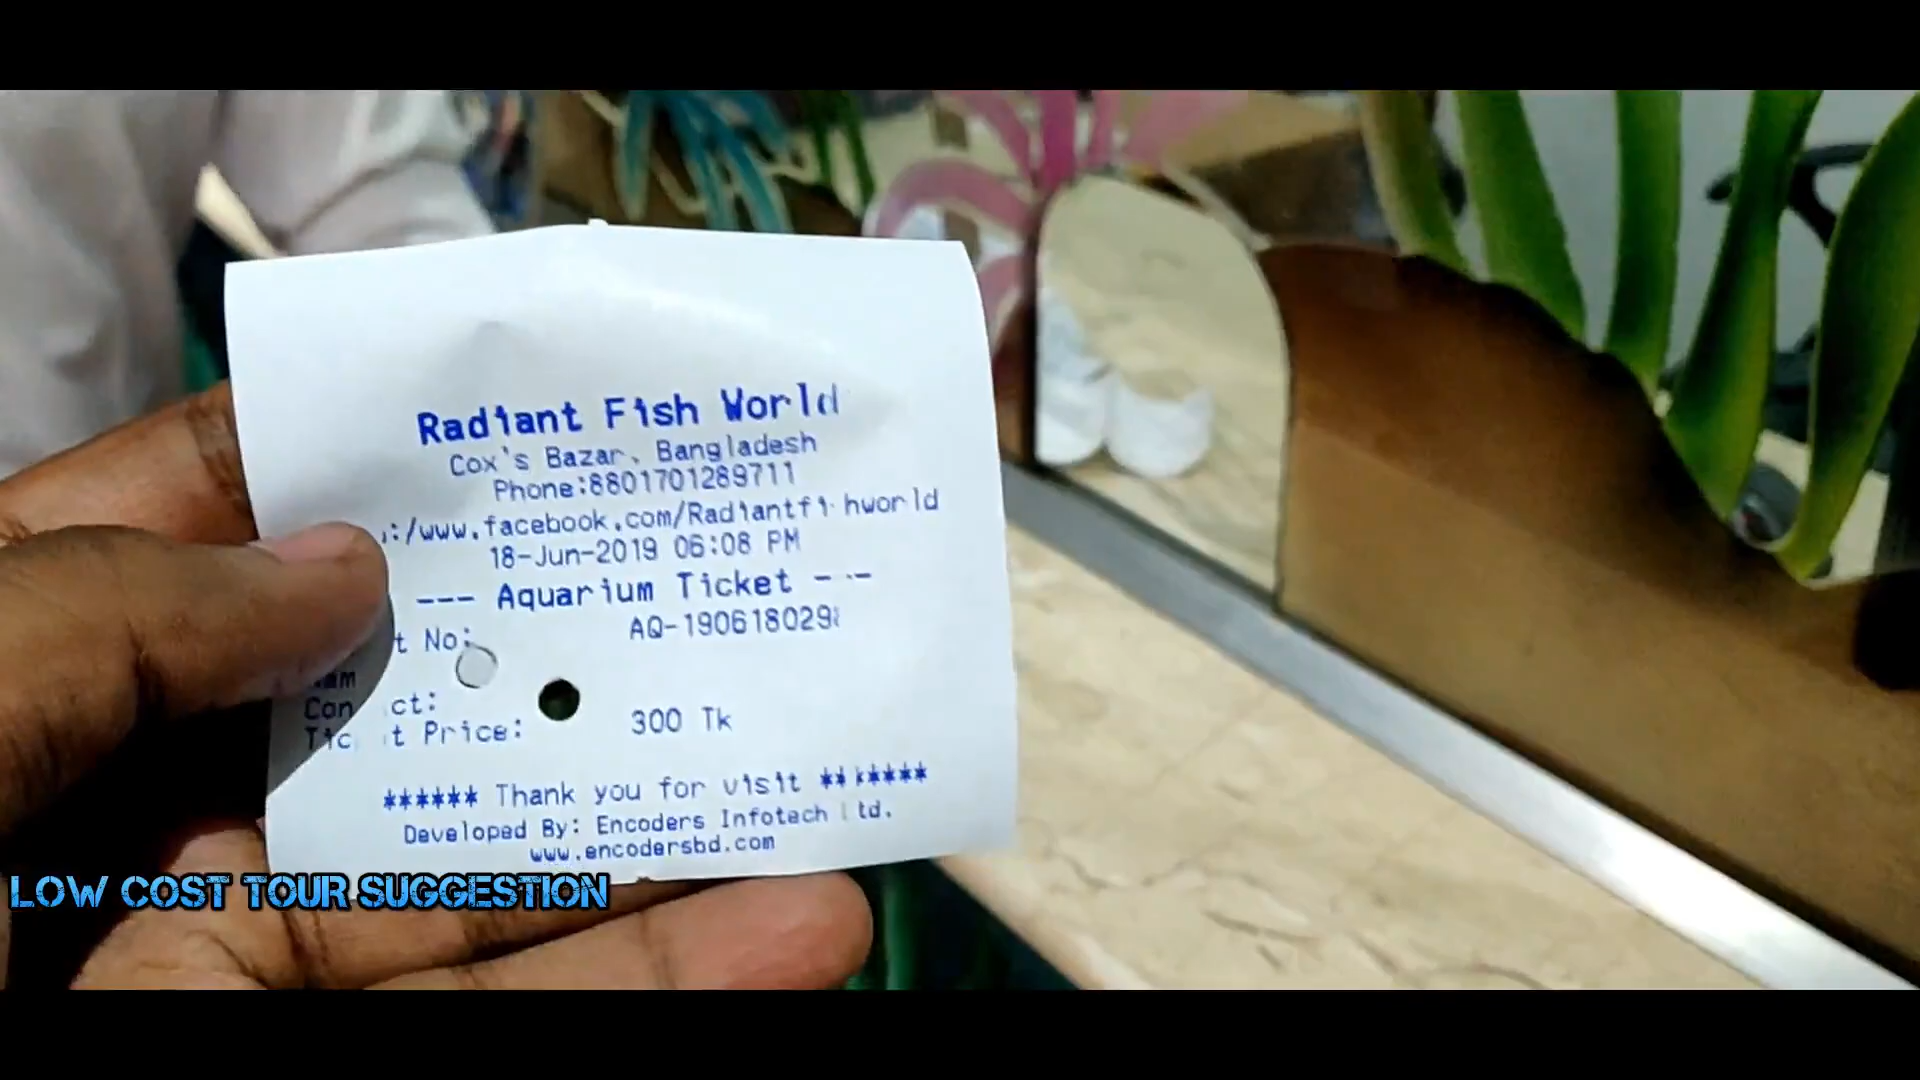 Radiant Fish World
Cox's Bazar, Bangladesh
Phone:8801701289711
:/www.facebook.com/Radiantfi hworld
18-Jun-2019 06:08 PM
--- Aquarium Ticket ---
t No: AQ-190618029
Con ct:
Tic t Price: 300 Tk
****** Thank you for visit *******
Developed By: Encoders Infotech td.
www.encodersbd.com
LOW COST TOUR SUGGESTION